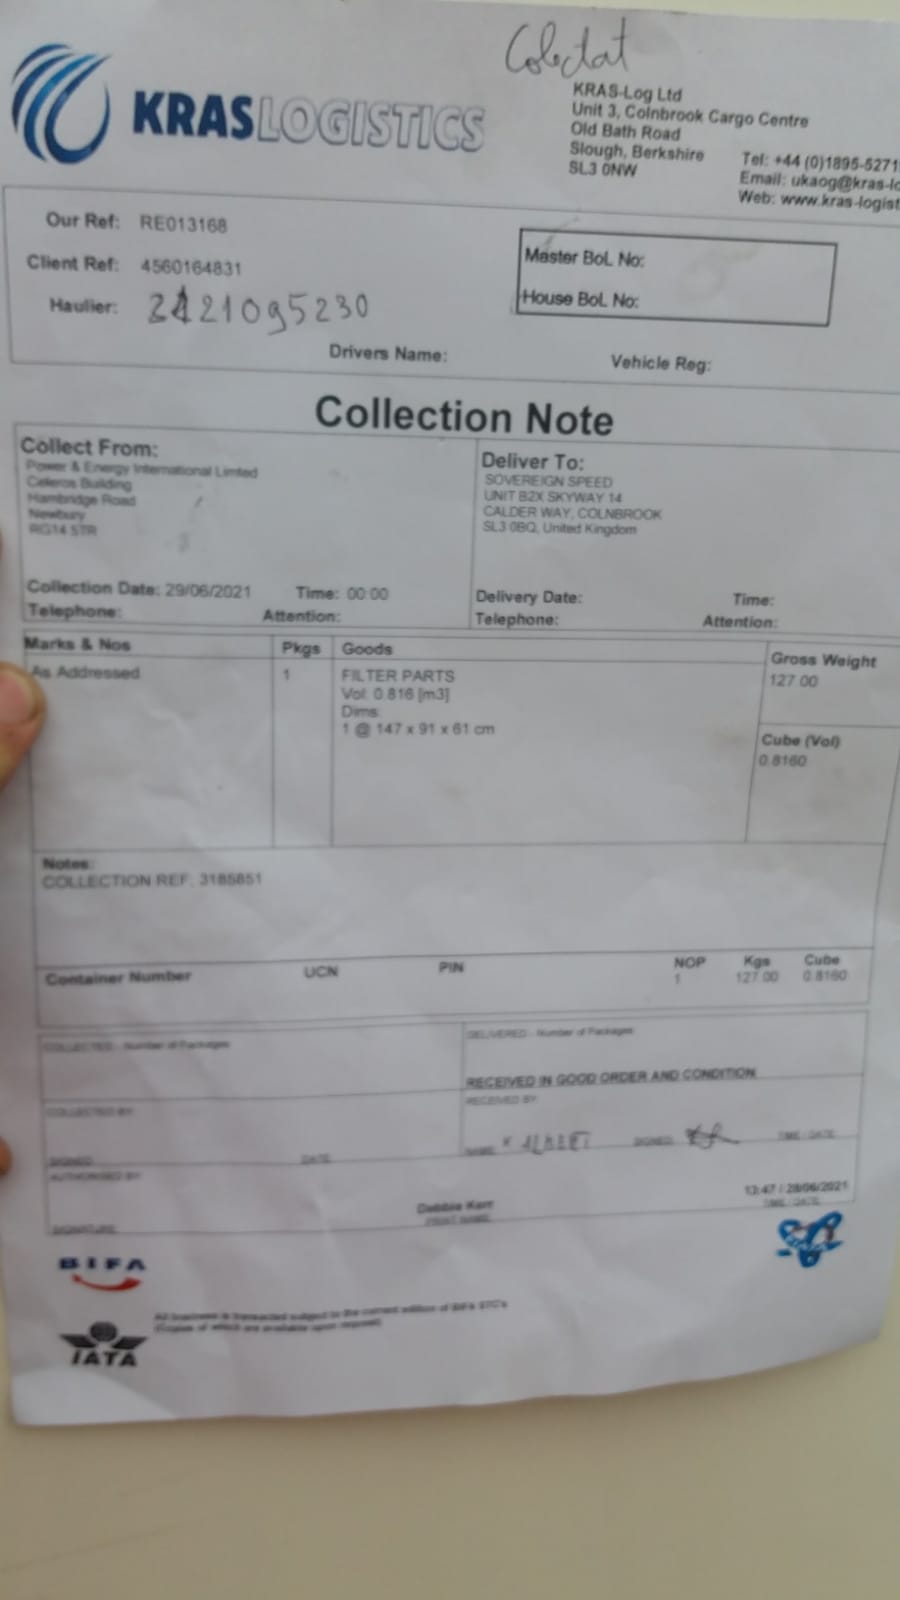 Colectat
KRAS LOGISTICS
KRAS-Log Ltd
Unit 3, Colnbrook Cargo Centre
Old Bath Road
Slough, Berkshire
SL3 0NW
Tel: +44 (0)1895-5271
Email: ukaog@kras-lo
Web: www.kras-logist
Our Ref: RE013168
Client Ref: 4560164831
Haulier: 2421095230
Master BoL No:
House BoL No:
Drivers Name:
Vehicle Reg:
Collection Note
Collect From:
Power & Energy International Limited
Celeros Building
Hambridge Road
Newbury
RG14 5TR
Collection Date: 29/06/2021 Time: 00:00
Telephone: Attention:
Deliver To:
SOVEREIGN SPEED
UNIT B2X SKYWAY 14
CALDER WAY, COLNBROOK
SL3 0BQ, United Kingdom
Delivery Date: Time:
Telephone: Attention:
Marks & Nos Pkgs Goods Gross Weight
As Addressed 1 FILTER PARTS 127.00
Vol: 0.816 [m3]
Dims:
1 @ 147 x 91 x 61 cm
Cube (Vol)
0.8160
Notes:
COLLECTION REF: 3185851
Container Number UCN PIN NOP Kgs Cube
1 127.00 0.8160
COLLECTED - Number of Packages
DELIVERED - Number of Packages
RECEIVED IN GOOD ORDER AND CONDITION
COLLECTED BY
RECEIVED BY
SIGNED DATE
NAME SIGNED TIME / DATE
AUTHORISED BY
Debbie Kerr 13:47 / 28/06/2021
SIGNATURE PRINT NAME TIME / DATE
BIFA
IATA
All business is transacted subject to the current edition of BIFA STC's
(Copies of which are available upon request)